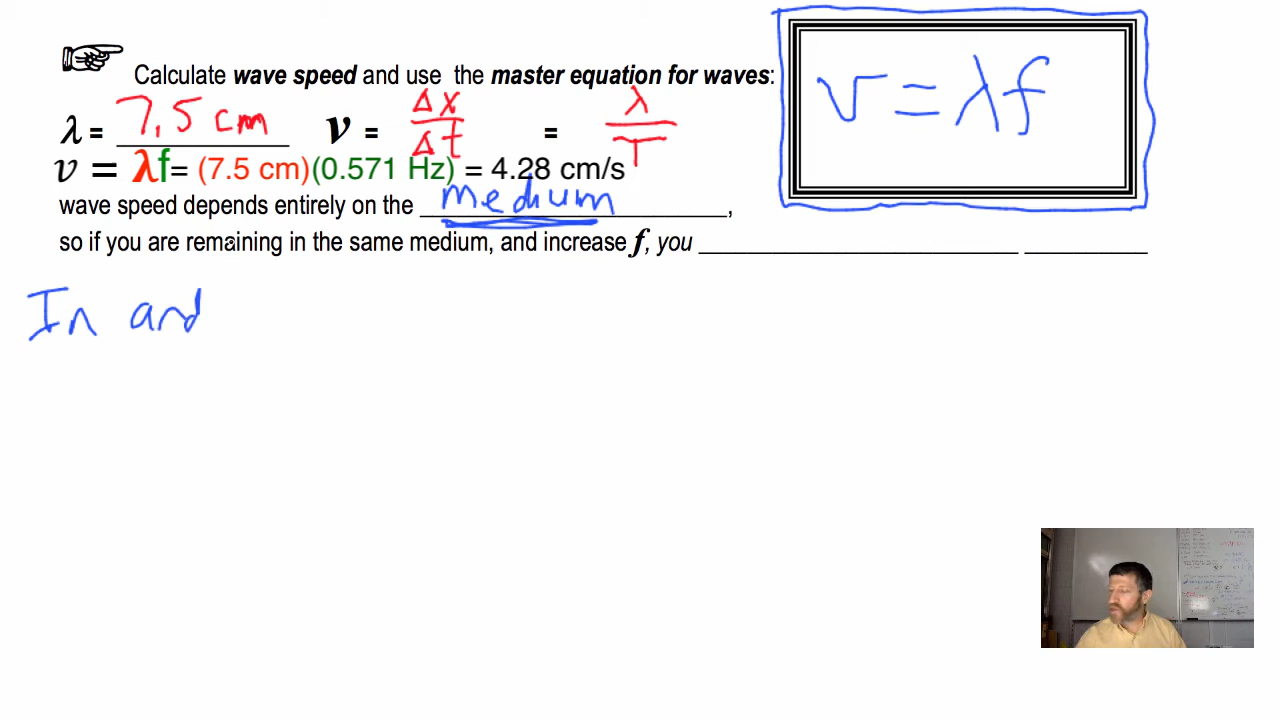 Calculate wave speed and use the master equation for waves:
v = λf
λ = 7.5 cm v = Δx/Δt = λ/T
v = λf= (7.5 cm)(0.571 Hz) = 4.28 cm/s
wave speed depends entirely on the medium,
so if you are remaining in the same medium, and increase f, you
In and